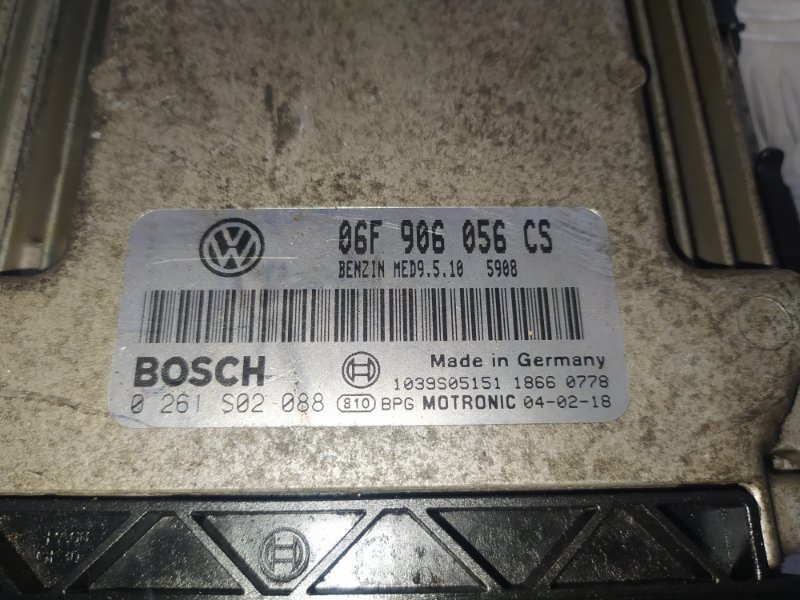 06F 906 056 CS
BENZIN MED9.5.10 5908
BOSCH
Made in Germany
1039S05151 1866 0778
0 261 S02 088 810 BPG MOTRONIC 04-02-18